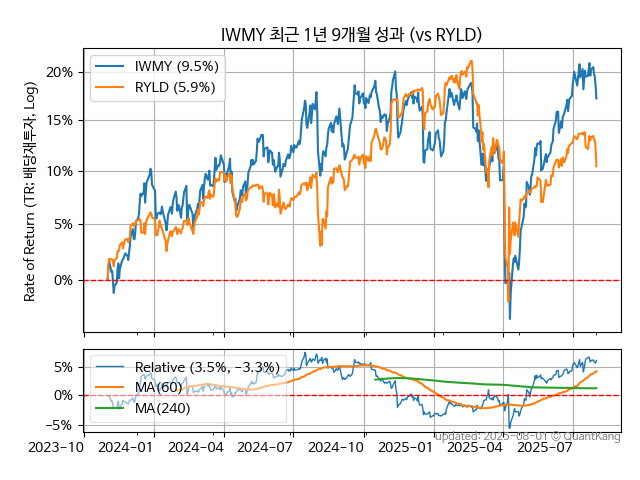 IWMY 최근 1년 9개월 성과 (vs RYLD)
Rate of Return (TR: 배당재투자, Log)
20%
15%
10%
5%
0%
IWMY (9.5%)
RYLD (5.9%)
5%
0%
−5%
Relative (3.5%, −3.3%)
MA(60)
MA(240)
2023-10
2024-01
2024-04
2024-07
2024-10
2025-01
2025-04
2025-07
updated: 2025-08-01 © QuantKang